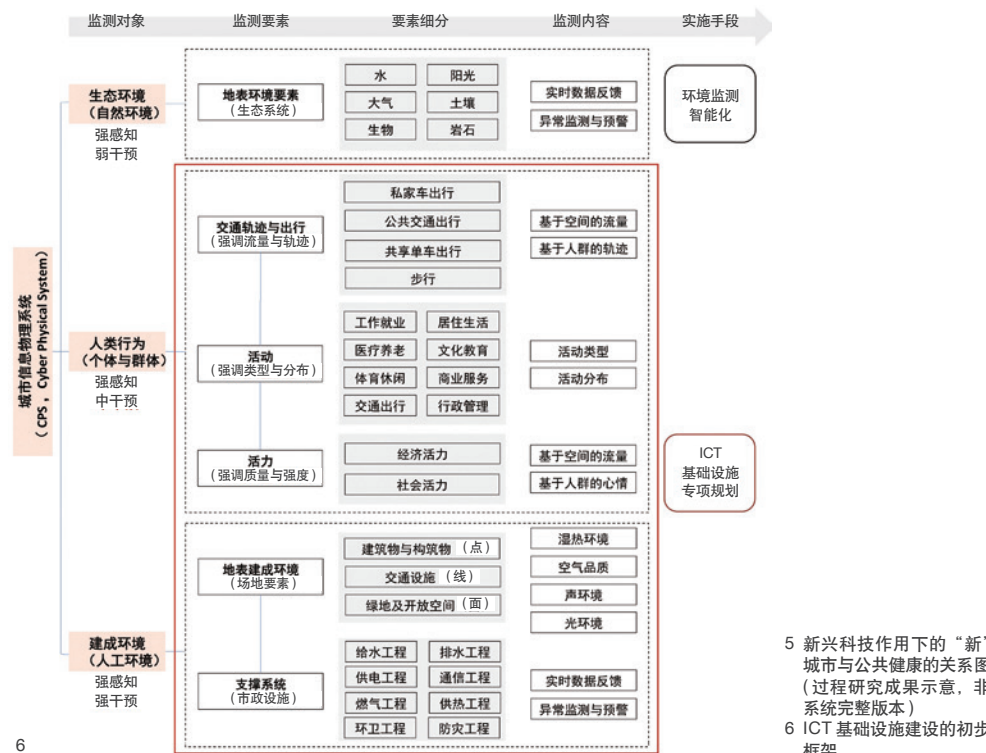 监测对象
监测要素
要素细分
监测内容
实施手段
城市信息物理系统
（CPS，Cyber Physical System）
生态环境
（自然环境）
强感知
弱干预
地表环境要素
（生态系统）
水
阳光
大气
土壤
生物
岩石
实时数据反馈
异常监测与预警
环境监测
智能化
人类行为
（个体与群体）
强感知
中干预
交通轨迹与出行
（强调流量与轨迹）
私家车出行
公共交通出行
共享单车出行
步行
基于空间的流量
基于人群的轨迹
活动
（强调类型与分布）
工作就业
居住生活
医疗养老
文化教育
体育休闲
商业服务
交通出行
行政管理
活动类型
活动分布
活力
（强调质量与强度）
经济活力
社会活力
基于空间的流量
基于人群的心情
ICT
基础设施
专项规划
建成环境
（人工环境）
强感知
强干预
地表建成环境
（场地要素）
建筑物与构筑物（点）
交通设施（线）
绿地及开放空间（面）
湿热环境
空气品质
声环境
光环境
支撑系统
（市政设施）
给水工程
排水工程
供电工程
通信工程
燃气工程
供热工程
环卫工程
防灾工程
实时数据反馈
异常监测与预警
6
5 新兴科技作用下的“新”
城市与公共健康的关系图
（过程研究成果示意，非
系统完整版本）
6 ICT 基础设施建设的初步
框架